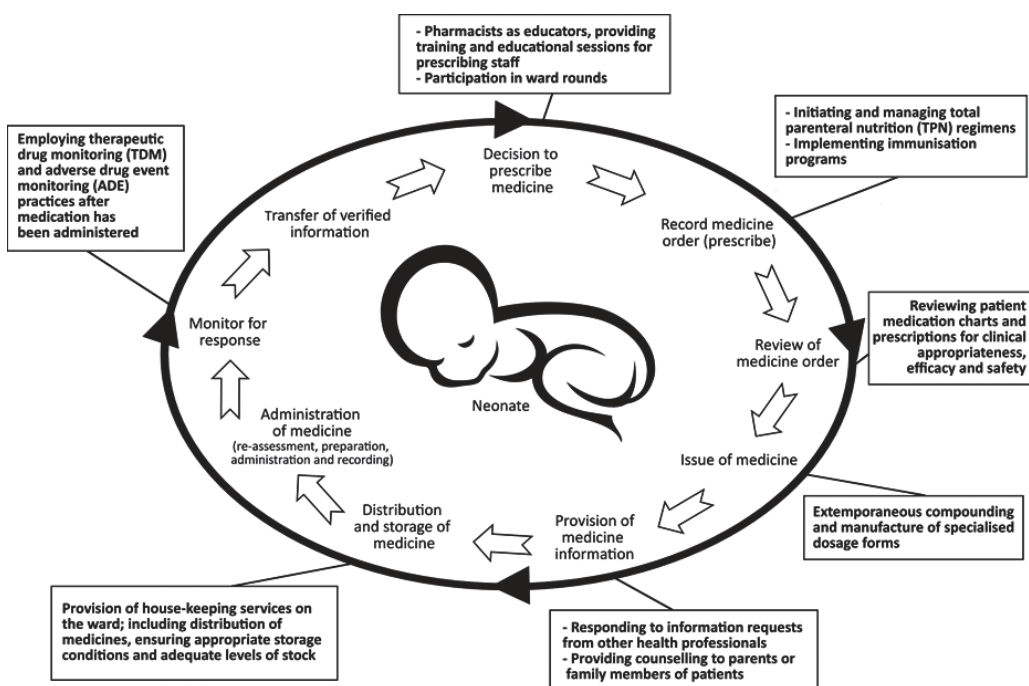 - Pharmacists as educators, providing
training and educational sessions for
prescribing staff
- Participation in ward rounds
- Initiating and managing total
parenteral nutrition (TPN) regimens
- Implementing immunisation
programs
Employing therapeutic
drug monitoring (TDM)
and adverse drug event
monitoring (ADE)
practices after
medication has
been administered
Decision to
prescribe
medicine
Transfer of verified
information
Record medicine
order (prescribe)
Reviewing patient
medication charts and
prescriptions for clinical
appropriateness,
efficacy and safety
Monitor for
response
Review of
medicine order
Neonate
Administration
of medicine
(re-assessment, preparation,
administration and recording)
Issue of medicine
Distribution
and storage of
medicine
Provision of
medicine
information
Extemporaneous compounding
and manufacture of specialised
dosage forms
Provision of house-keeping services on
the ward; including distribution of
medicines, ensuring appropriate storage
conditions and adequate levels of stock
- Responding to information requests
from other health professionals
- Providing counselling to parents or
family members of patients